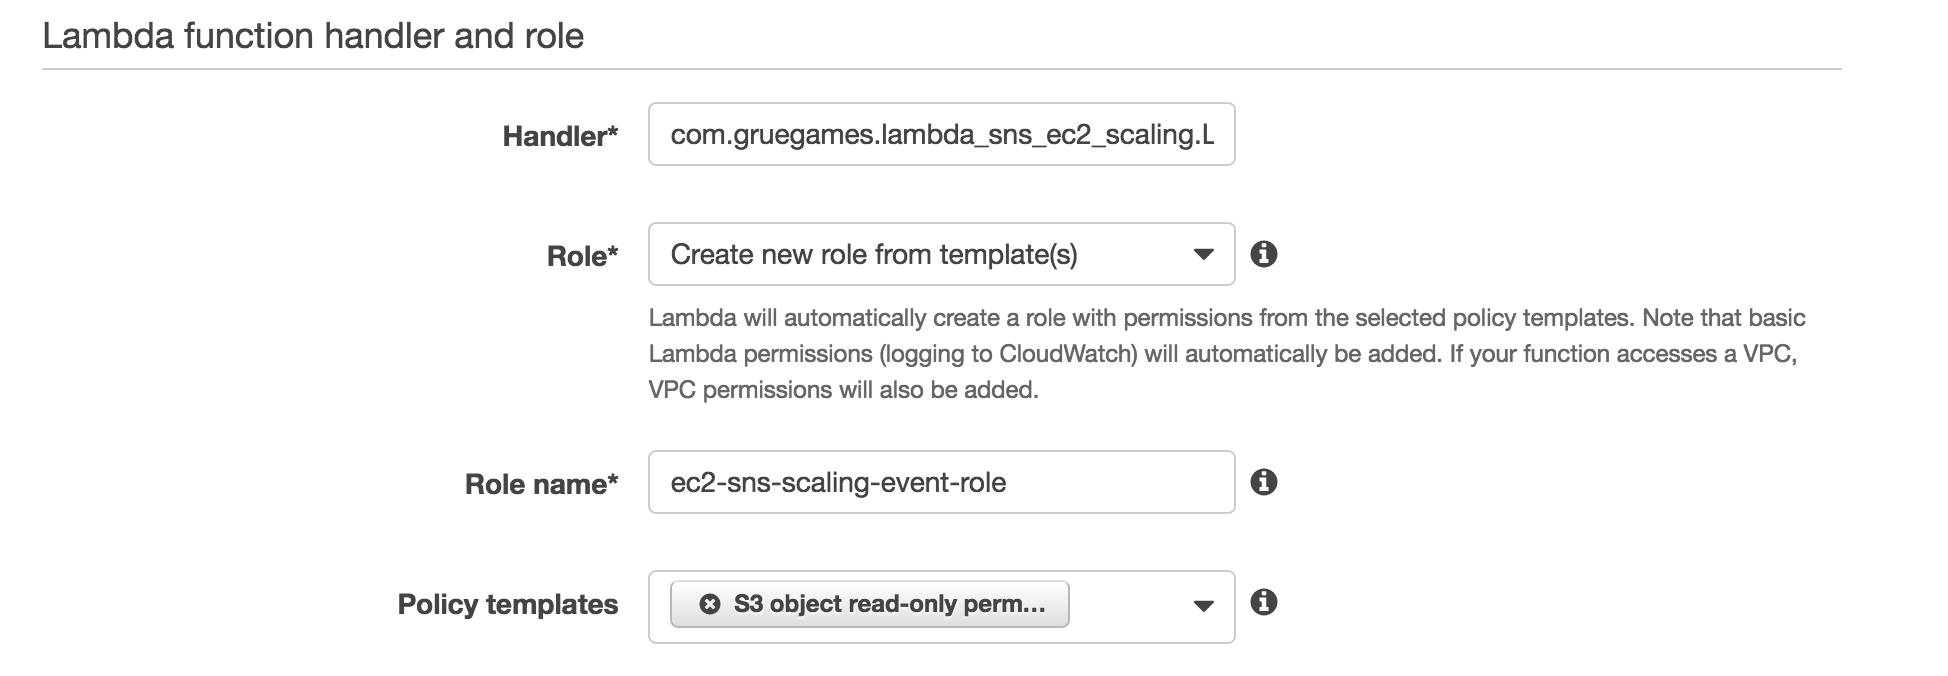 Lambda function handler and role
Handler* com.gruegames.lambda_sns_ec2_scaling.L
Role* Create new role from template(s)
Lambda will automatically create a role with permissions from the selected policy templates. Note that basic
Lambda permissions (logging to CloudWatch) will automatically be added. If your function accesses a VPC,
VPC permissions will also be added.
Role name* ec2-sns-scaling-event-role
Policy templates S3 object read-only perm...